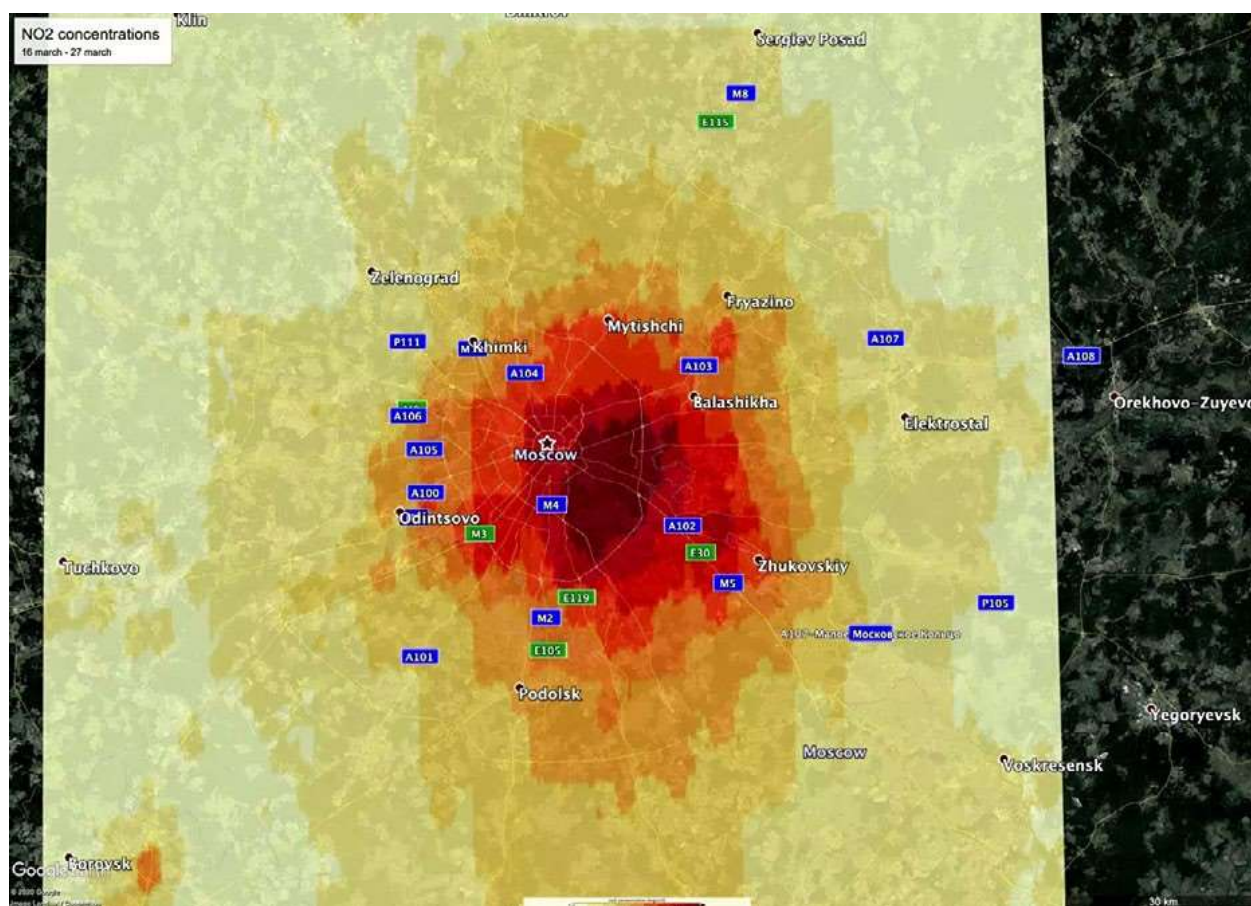 NO2 concentrations
16 march - 27 march
Klin
Sergiev Posad
M8
E115
Zelenograd
Fryazino
Mytishchi
P111
Khimki
A107
A108
A104
A103
Balashikha
Orekhovo-Zuyevo
A106
Elektrostal
A105
Moscow
A100
M4
Odintsovo
A102
M3
E30
Tuchkovo
Zhukovskiy
M5
E119
P105
M2
Москов
E105
A101
Podolsk
Yegoryevsk
Moscow
Voskresensk
Borovsk
© 2020 Google
30 km